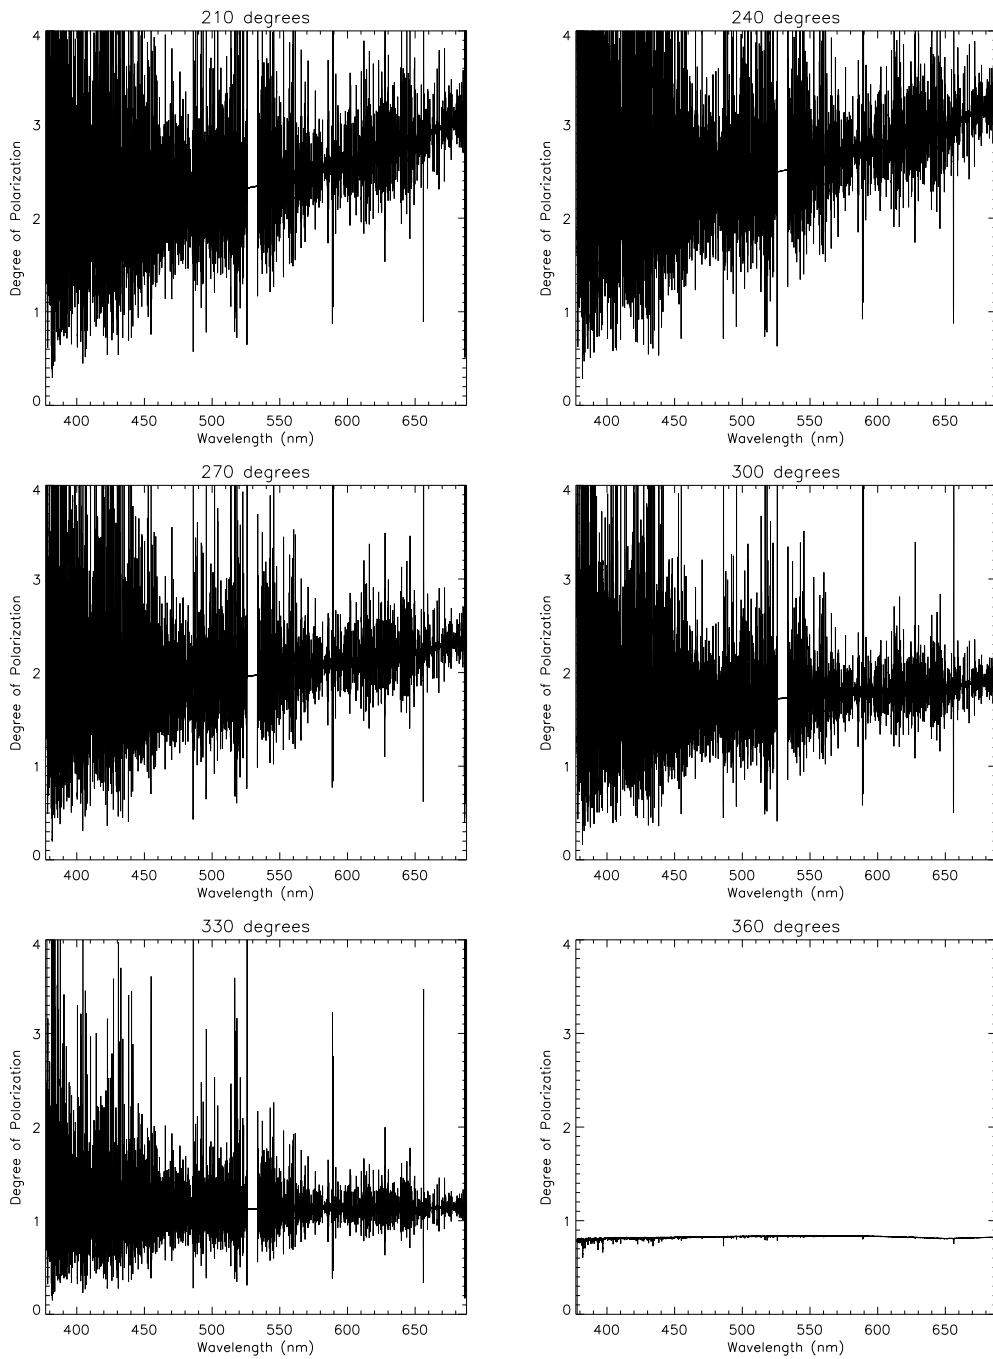 210 degrees
240 degrees
4
3
2
1
0
Degree of Polarization
400 450 500 550 600 650
Wavelength (nm)
4
3
2
1
0
Degree of Polarization
400 450 500 550 600 650
Wavelength (nm)
270 degrees
300 degrees
4
3
2
1
0
Degree of Polarization
400 450 500 550 600 650
Wavelength (nm)
4
3
2
1
0
Degree of Polarization
400 450 500 550 600 650
Wavelength (nm)
330 degrees
360 degrees
4
3
2
1
0
Degree of Polarization
400 450 500 550 600 650
Wavelength (nm)
4
3
2
1
0
Degree of Polarization
400 450 500 550 600 650
Wavelength (nm)